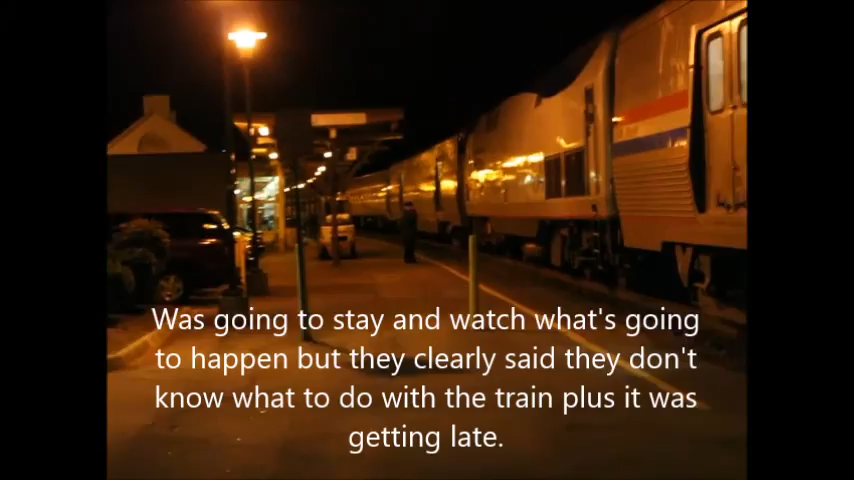 Was going to stay and watch what's going
to happen but they clearly said they don't
know what to do with the train plus it was
getting late.